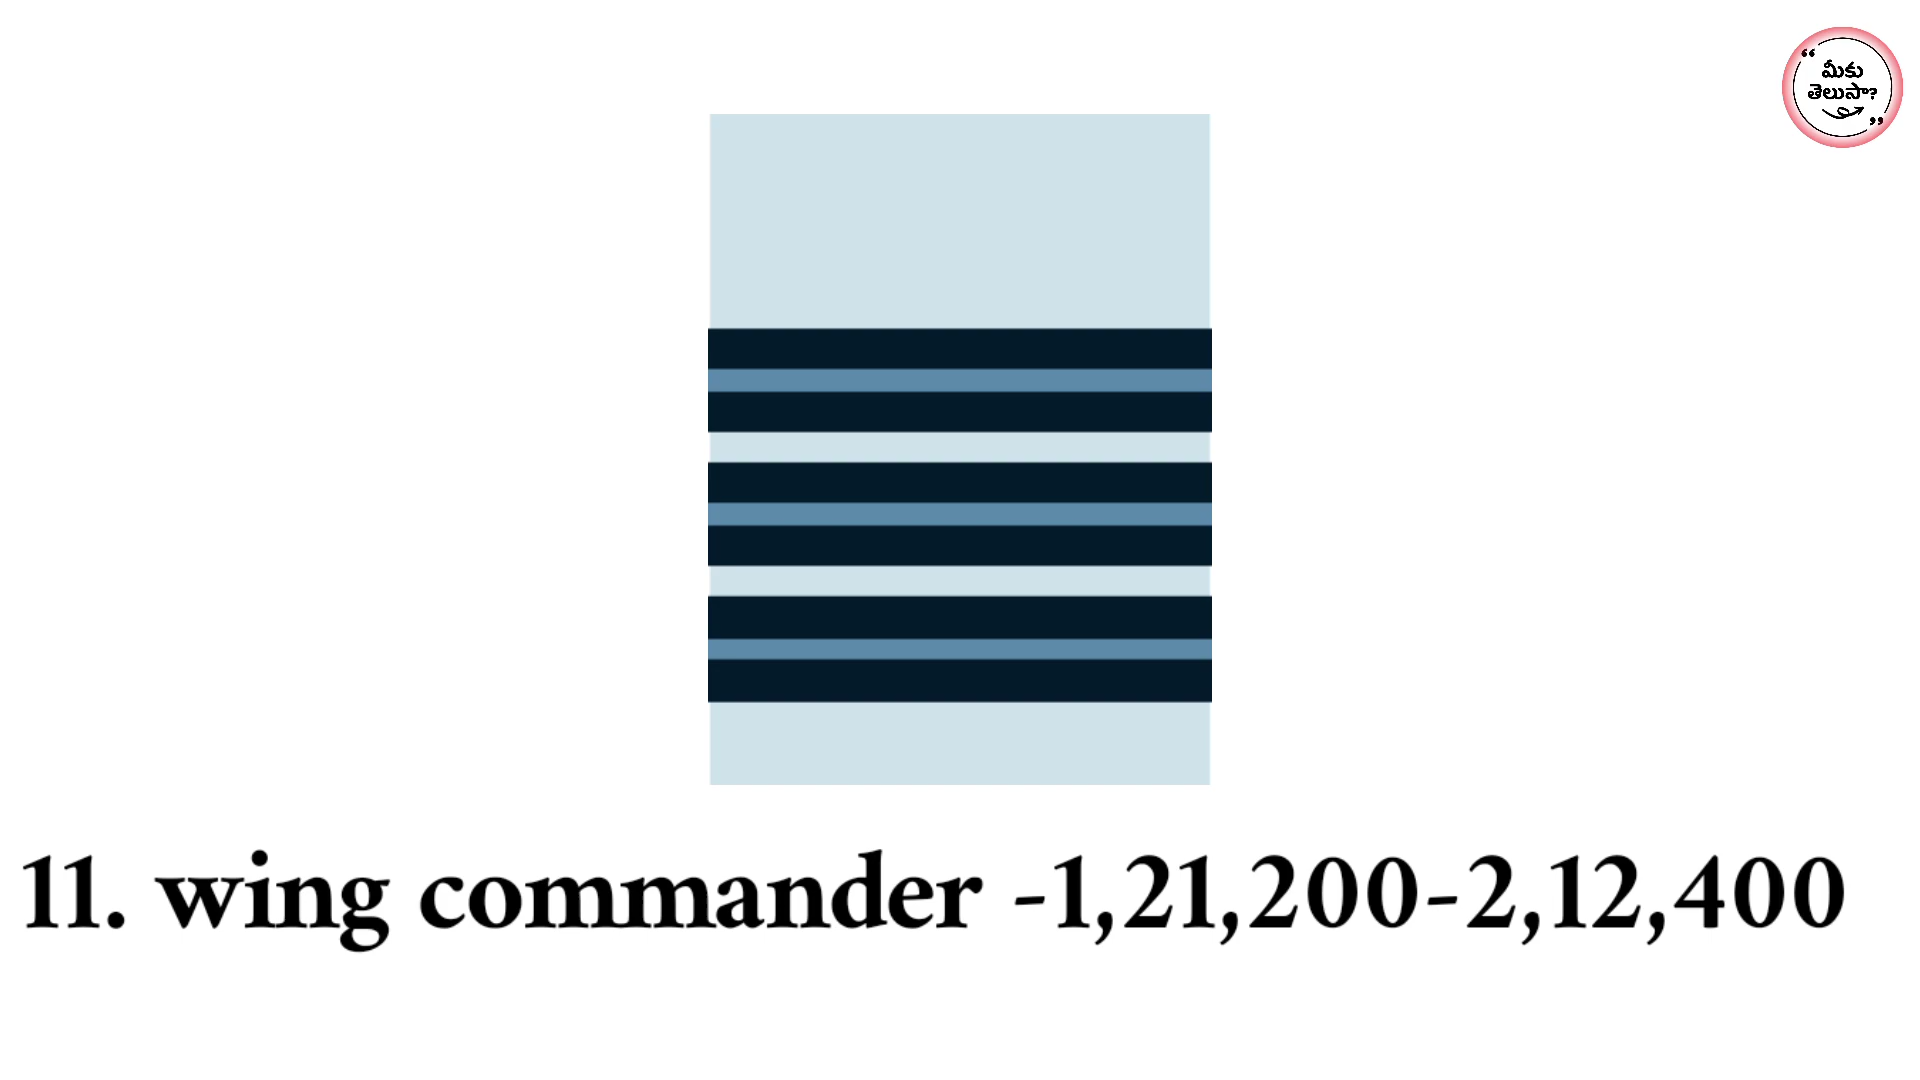 “
మీకు
తెలుసా?
”
11. wing commander -1,21,200-2,12,400